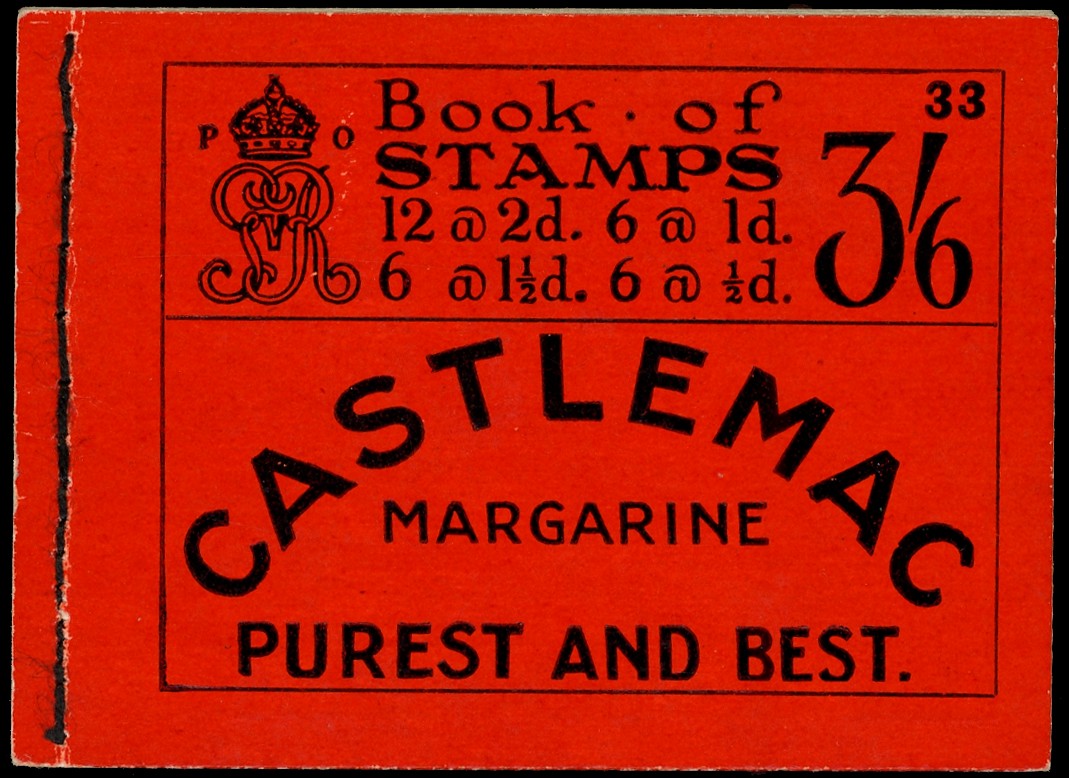 33
P O
Book · of
STAMPS
3/6
12 @ 2d. 6 @ 1d.
6 @ 1½d. 6 @ ½d.
CASTLEMAC
MARGARINE
PUREST AND BEST.